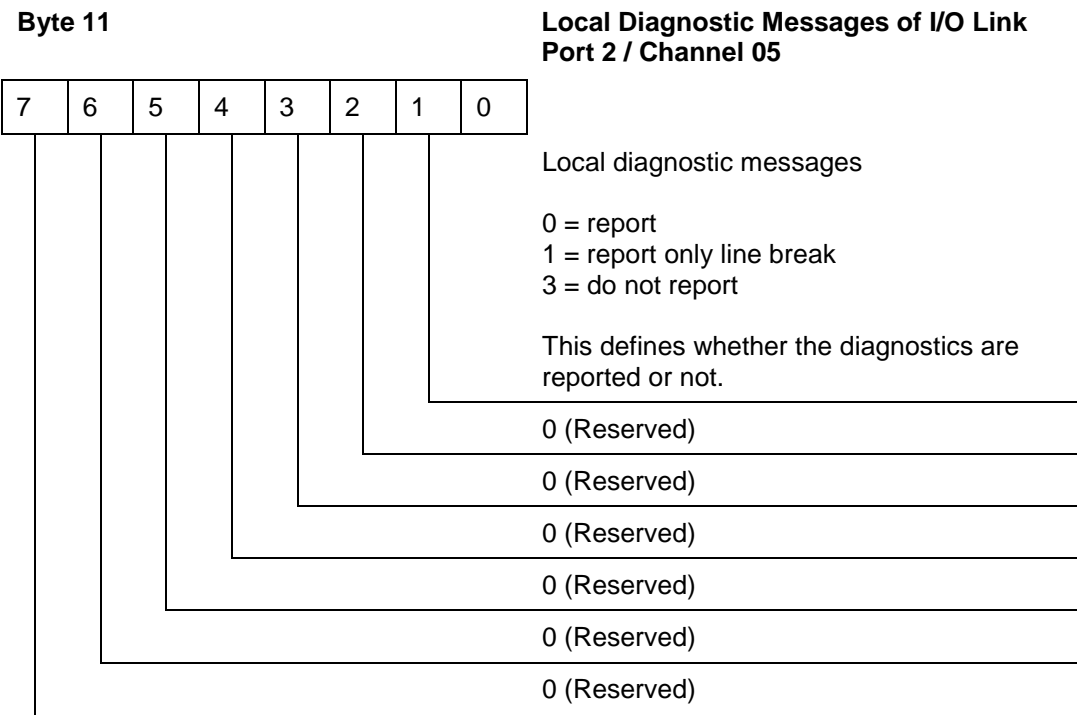 Byte 11
Local Diagnostic Messages of I/O Link
Port 2 / Channel 05
7 6 5 4 3 2 1 0
Local diagnostic messages
0 = report
1 = report only line break
3 = do not report
This defines whether the diagnostics are
reported or not.
0 (Reserved)
0 (Reserved)
0 (Reserved)
0 (Reserved)
0 (Reserved)
0 (Reserved)